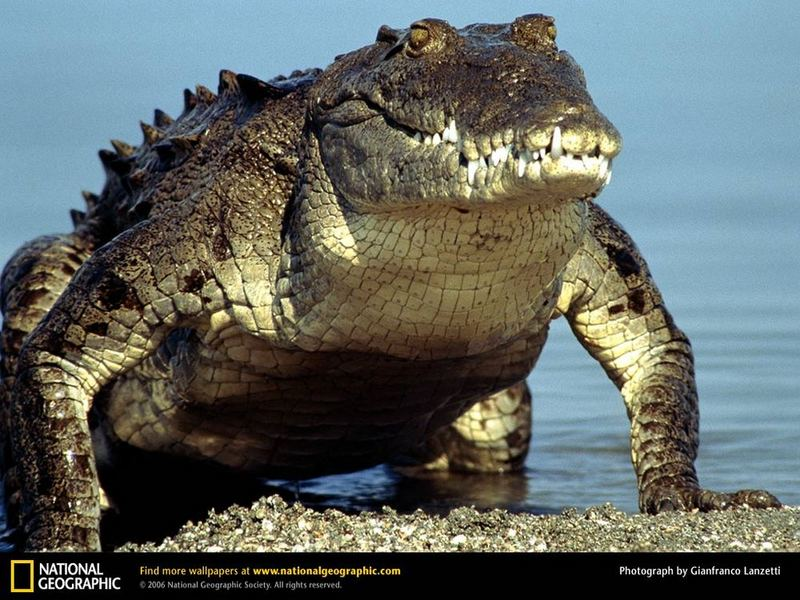 NATIONAL
GEOGRAPHIC
Find more wallpapers at www.nationalgeographic.com
© 2006 National Geographic Society. All rights reserved.
Photograph by Gianfranco Lanzetti